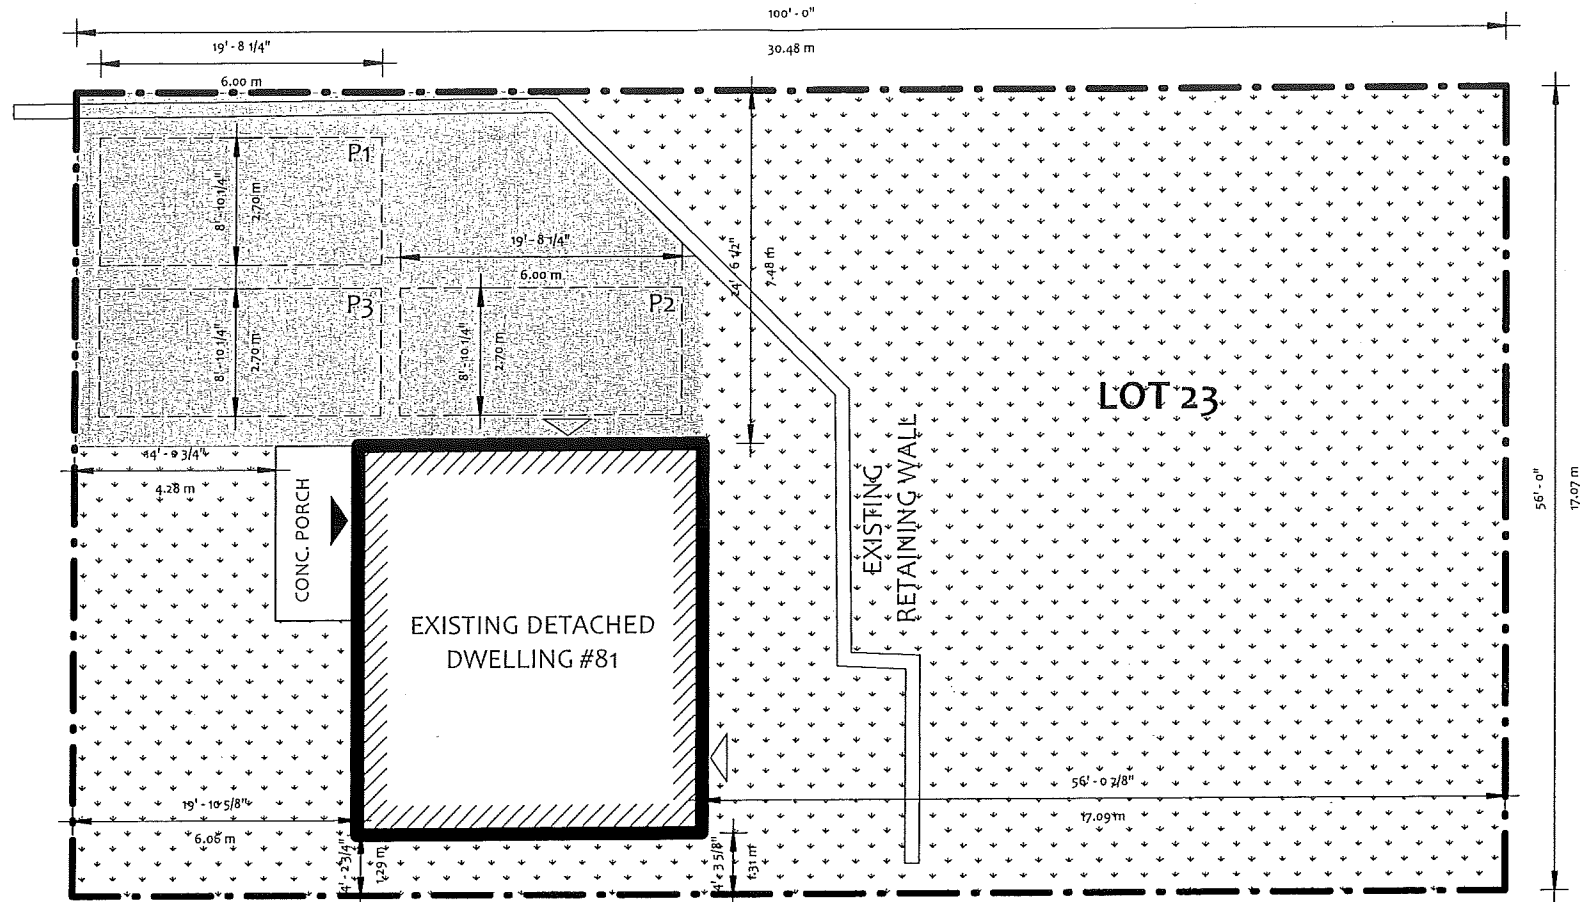 100' - 0"
30.48 m
19' - 8 1/4"
6.00 m
P1
8' - 10 1/4"
2.70 m
19' - 8 1/4"
6.00 m
24' 6 1/2"
7.48 m
P3
P2
8' - 10 1/4"
2.70 m
8' - 10 1/4"
2.70 m
LOT 23
4.28 m
CONC. PORCH
EXISTING
RETAINING WALL
56' - 0"
17.07 m
EXISTING DETACHED
DWELLING #81
19' - 10 5/8"
6.06 m
56' - 0 7/8"
17.09 m
4' - 2 3/4"
1.29 m
4' 3 5/8"
1.31 m